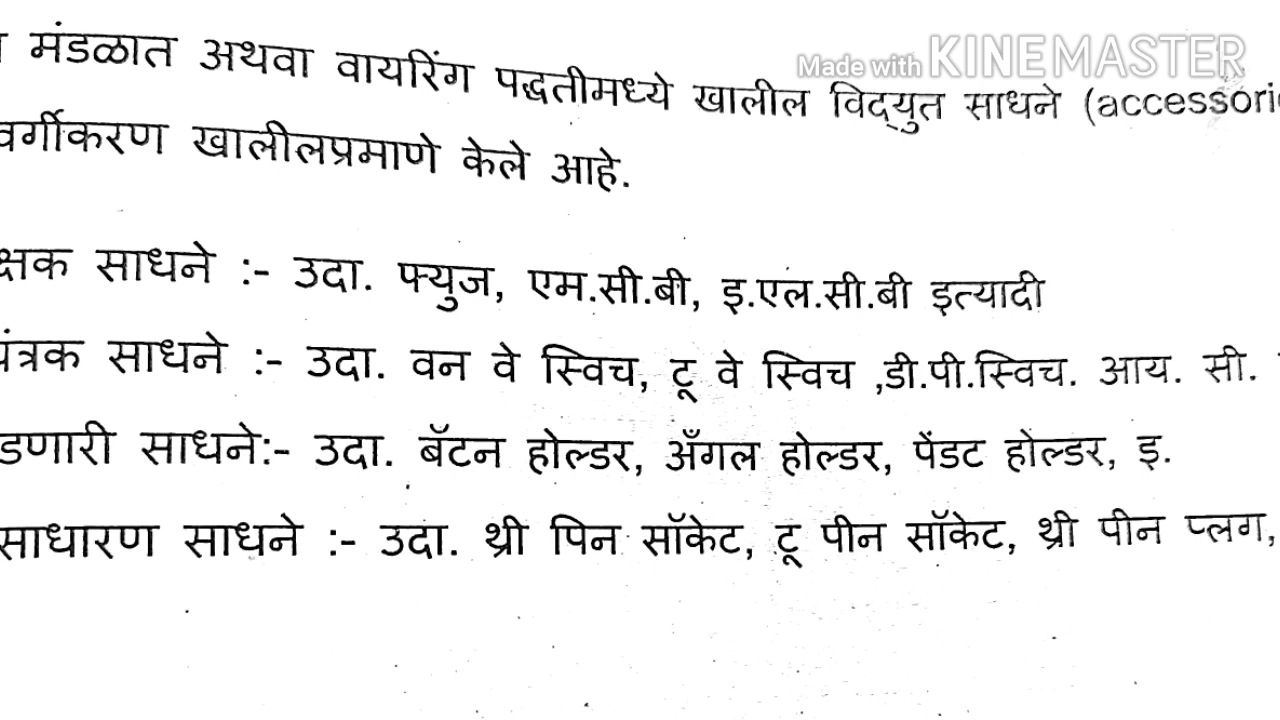 Made with KINEMASTER
मंडळात अथवा वायरिंग पद्धतीमध्ये खालील विद्युत साधने (accessori
वर्गीकरण खालीलप्रमाणे केले आहे.
क्षक साधने :- उदा. फ्युज, एम.सी.बी, इ.एल.सी.बी इत्यादी
यंत्रक साधने :- उदा. वन वे स्विच, टू वे स्विच ,डी.पी.स्विच. आय. सी.
डणारी साधने:- उदा. बॅटन होल्डर, अँगल होल्डर, पेंडट होल्डर, इ.
साधारण साधने :- उदा. थ्री पिन सॉकेट, टू पीन सॉकेट, थ्री पीन प्लग,